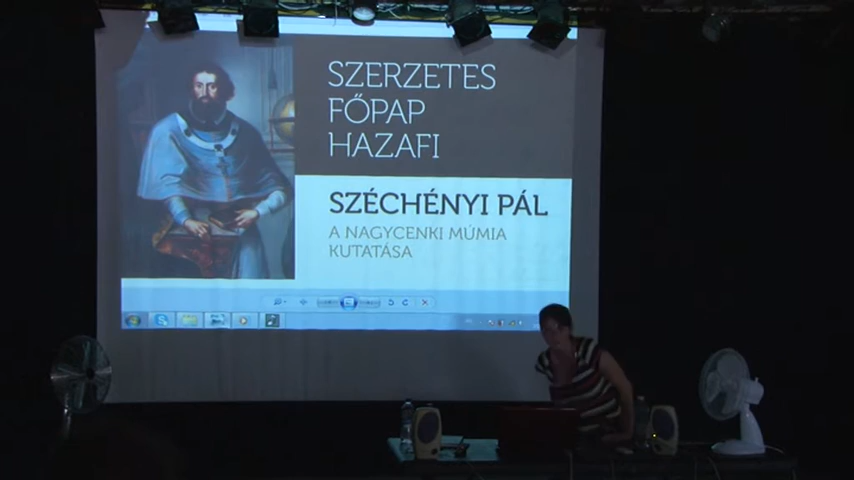 SZERZETES
FŐPAP
HAZAFI
SZÉCHÉNYI PÁL
A NAGYCENKI MÚMIA
KUTATÁSA